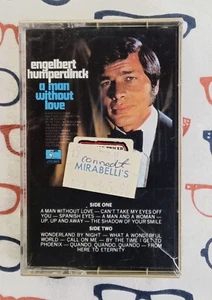 engelbert
humperdinck
a man
without
love
connect
MIRABELLI'S
SIDE ONE
A MAN WITHOUT LOVE — CAN'T TAKE MY EYES OFF
YOU — SPANISH EYES — A MAN AND A WOMAN —
UP, UP AND AWAY — THE SHADOW OF YOUR SMILE
SIDE TWO
WONDERLAND BY NIGHT — WHAT A WONDERFUL
WORLD — CALL ON ME — BY THE TIME I GET TO
PHOENIX — QUANDO, QUANDO, QUANDO — FROM
HERE TO ETERNITY